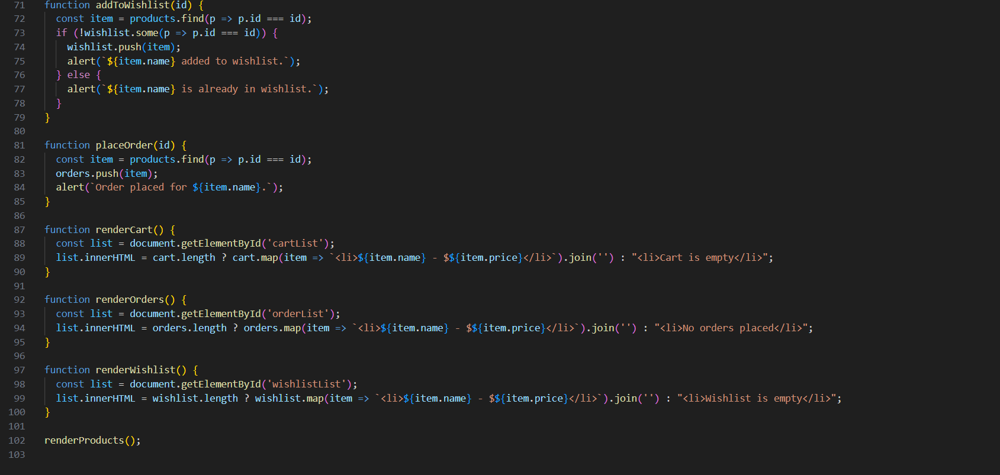 71 function addToWishlist(id) {
72   const item = products.find(p => p.id === id);
73   if (!wishlist.some(p => p.id === id)) {
74     wishlist.push(item);
75     alert(`${item.name} added to wishlist.`);
76   } else {
77     alert(`${item.name} is already in wishlist.`);
78   }
79 }
80
81 function placeOrder(id) {
82   const item = products.find(p => p.id === id);
83   orders.push(item);
84   alert(`Order placed for ${item.name}.`);
85 }
86
87 function renderCart() {
88   const list = document.getElementById('cartList');
89   list.innerHTML = cart.length ? cart.map(item => `<li>${item.name} - $${item.price}</li>`).join('') : "<li>Cart is empty</li>";
90 }
91
92 function renderOrders() {
93   const list = document.getElementById('orderList');
94   list.innerHTML = orders.length ? orders.map(item => `<li>${item.name} - $${item.price}</li>`).join('') : "<li>No orders placed</li>";
95 }
96
97 function renderWishlist() {
98   const list = document.getElementById('wishlistList');
99   list.innerHTML = wishlist.length ? wishlist.map(item => `<li>${item.name} - $${item.price}</li>`).join('') : "<li>Wishlist is empty</li>";
100 }
101
102 renderProducts();
103